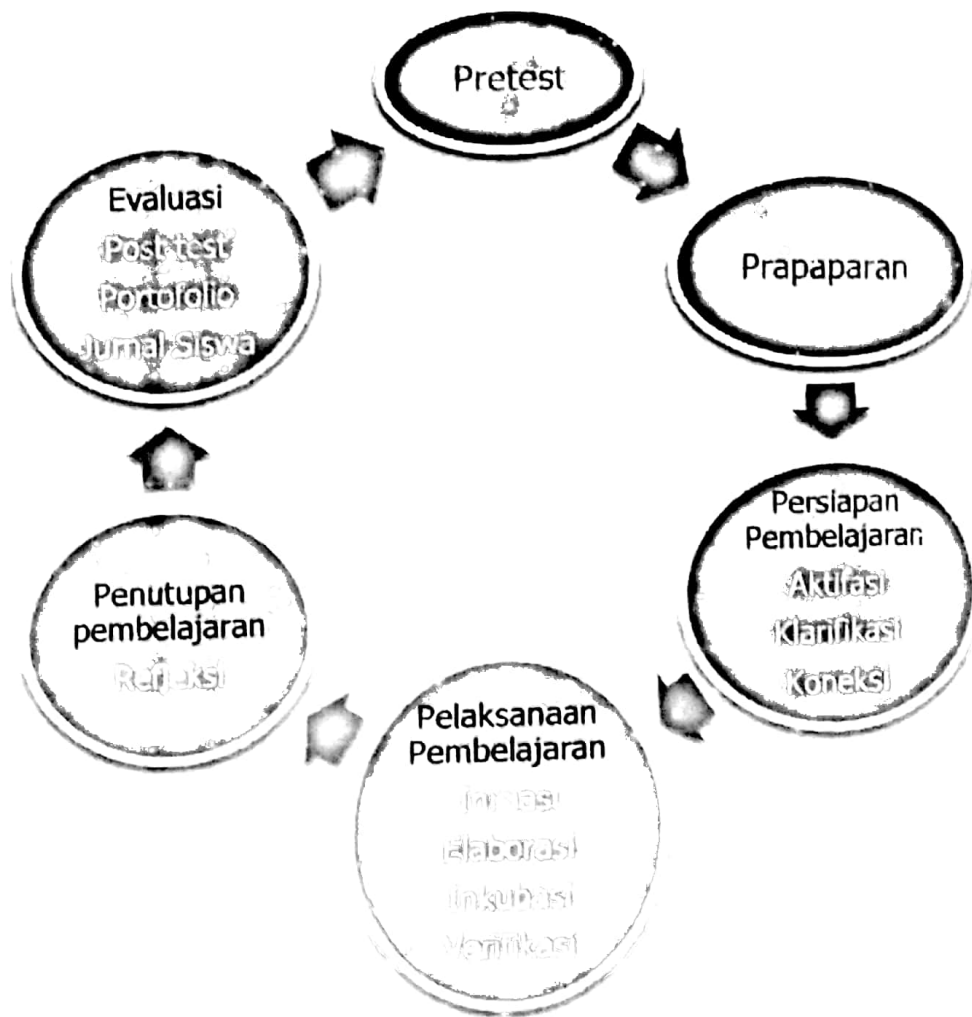 Pretest
Prapaparan
Persiapan
Pembelajaran
Aktifasi
Klarifikasi
Koneksi
Pelaksanaan
Pembelajaran
Elaborasi
Inkubasi
Verifikasi
Penutupan
pembelajaran
Refleksi
Evaluasi
Post test
Portofolio
Jurnal Siswa